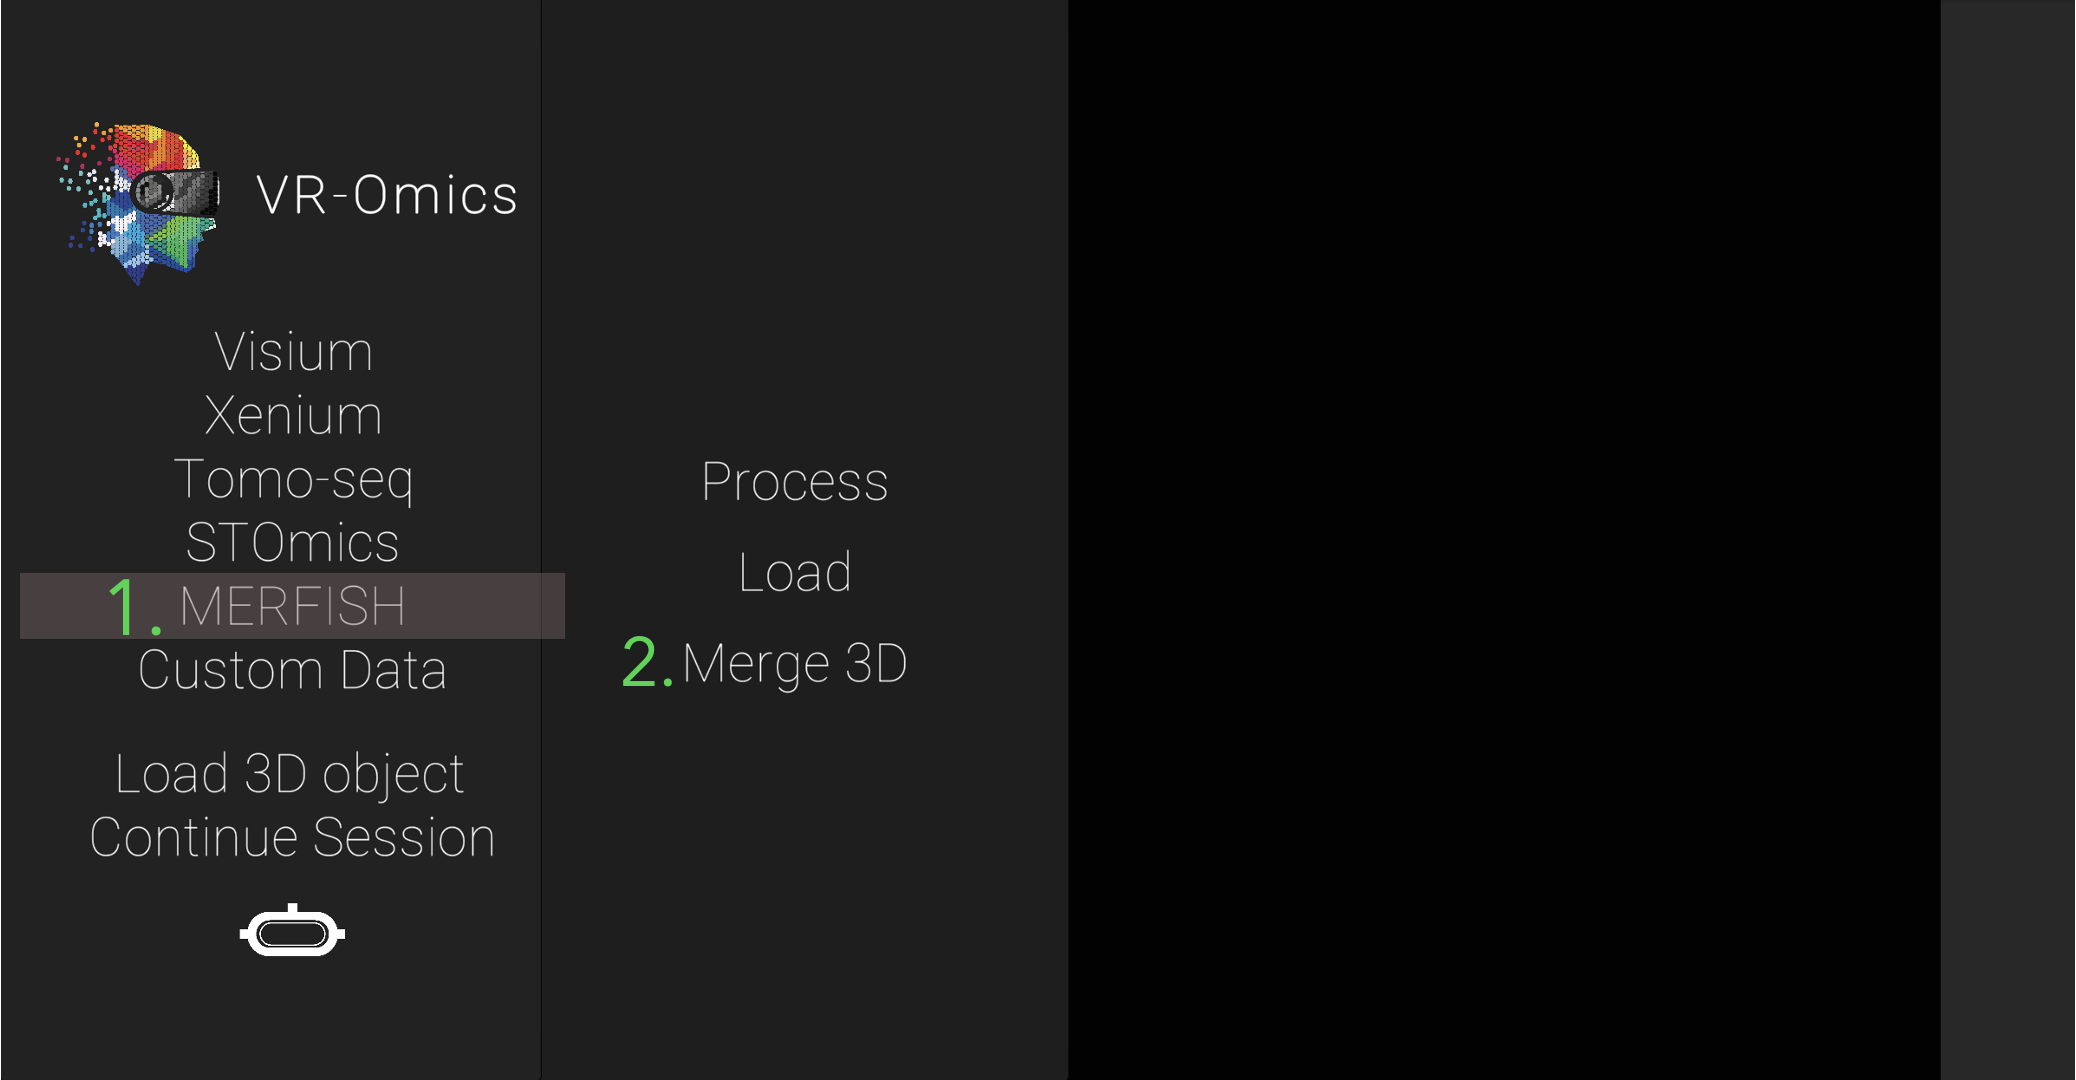 VR-Omics
Visium
Xenium
Tomo-seq
STOmics
1. MERFISH
Custom Data
Load 3D object
Continue Session
Process
Load
2. Merge 3D